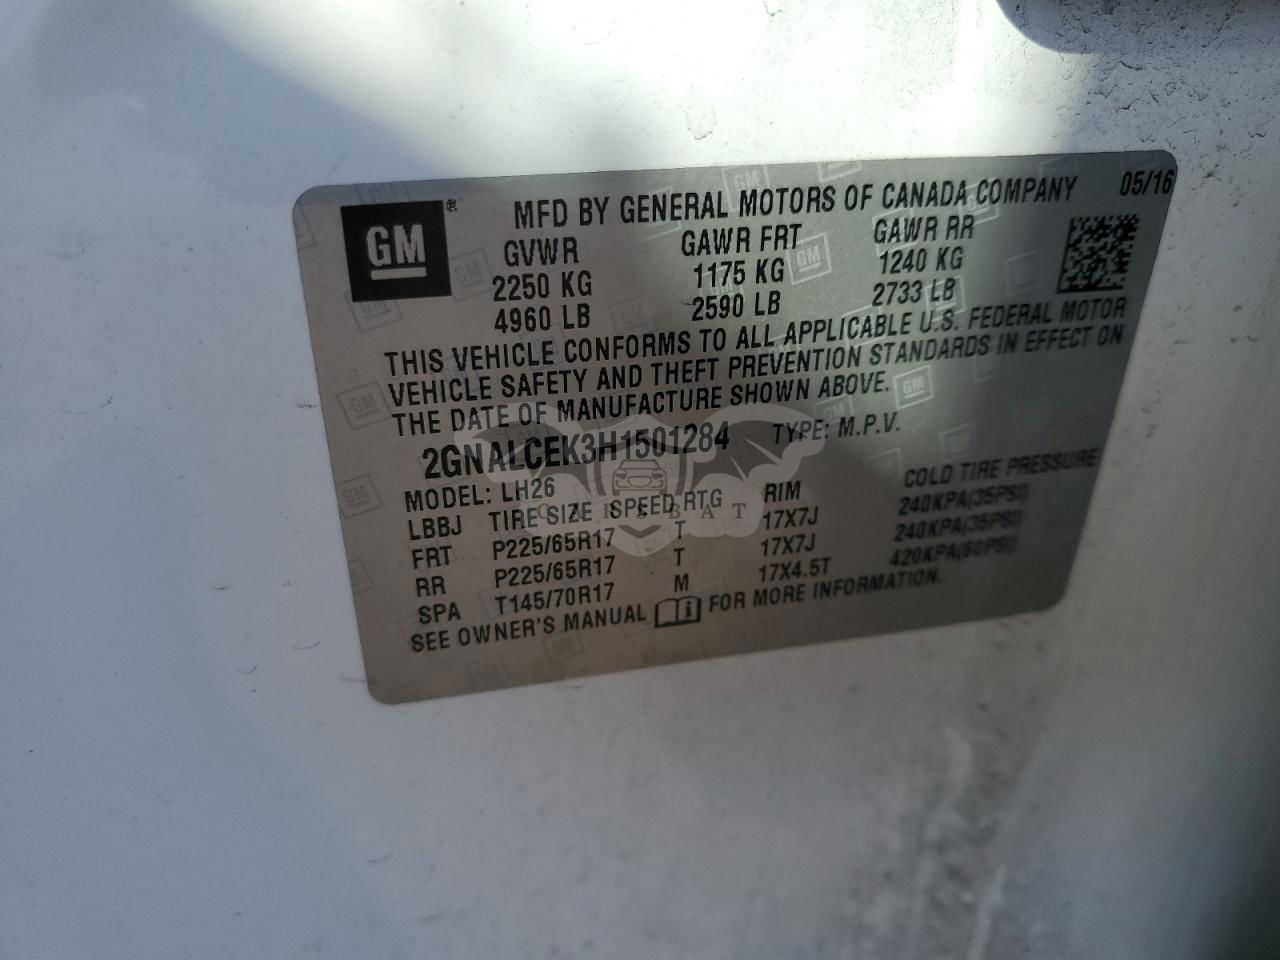 GM ®
MFD BY GENERAL MOTORS OF CANADA COMPANY 05/16
GVWR GAWR FRT GAWR RR
2250 KG 1175 KG 1240 KG
4960 LB 2590 LB 2733 LB
THIS VEHICLE CONFORMS TO ALL APPLICABLE U.S. FEDERAL MOTOR
VEHICLE SAFETY AND THEFT PREVENTION STANDARDS IN EFFECT ON
THE DATE OF MANUFACTURE SHOWN ABOVE.
2GNALCEK3H1501284 TYPE: M.P.V.
MODEL: LH26
LBBJ TIRE SIZE SPEED RTG RIM COLD TIRE PRESSURE
FRT P225/65R17 T 17X7J 240KPA(35PSI)
RR P225/65R17 T 17X7J 240KPA(35PSI)
SPA T145/70R17 M 17X4.5T 420KPA(60PSI)
SEE OWNER'S MANUAL FOR MORE INFORMATION.